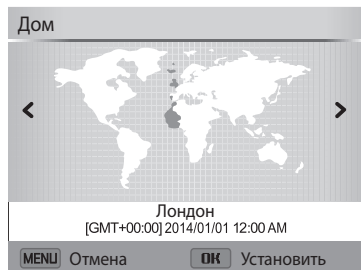 Дом
Лондон
[GMT+00:00] 2014/01/01 12:00 AM
MENU Отмена OK Установить